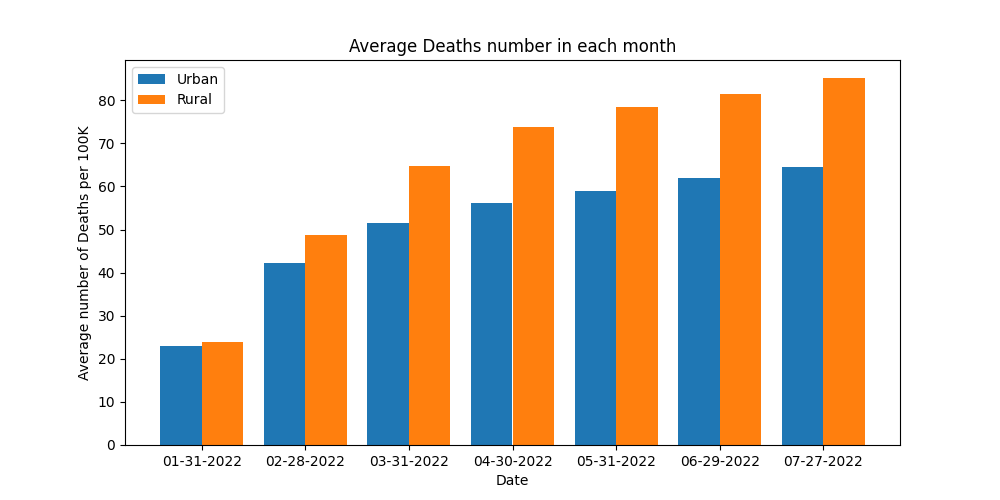 Average Deaths number in each month
Urban
Rural
Average number of Deaths per 100K
80
70
60
50
40
30
20
10
0
01-31-2022 02-28-2022 03-31-2022 04-30-2022 05-31-2022 06-29-2022 07-27-2022
Date